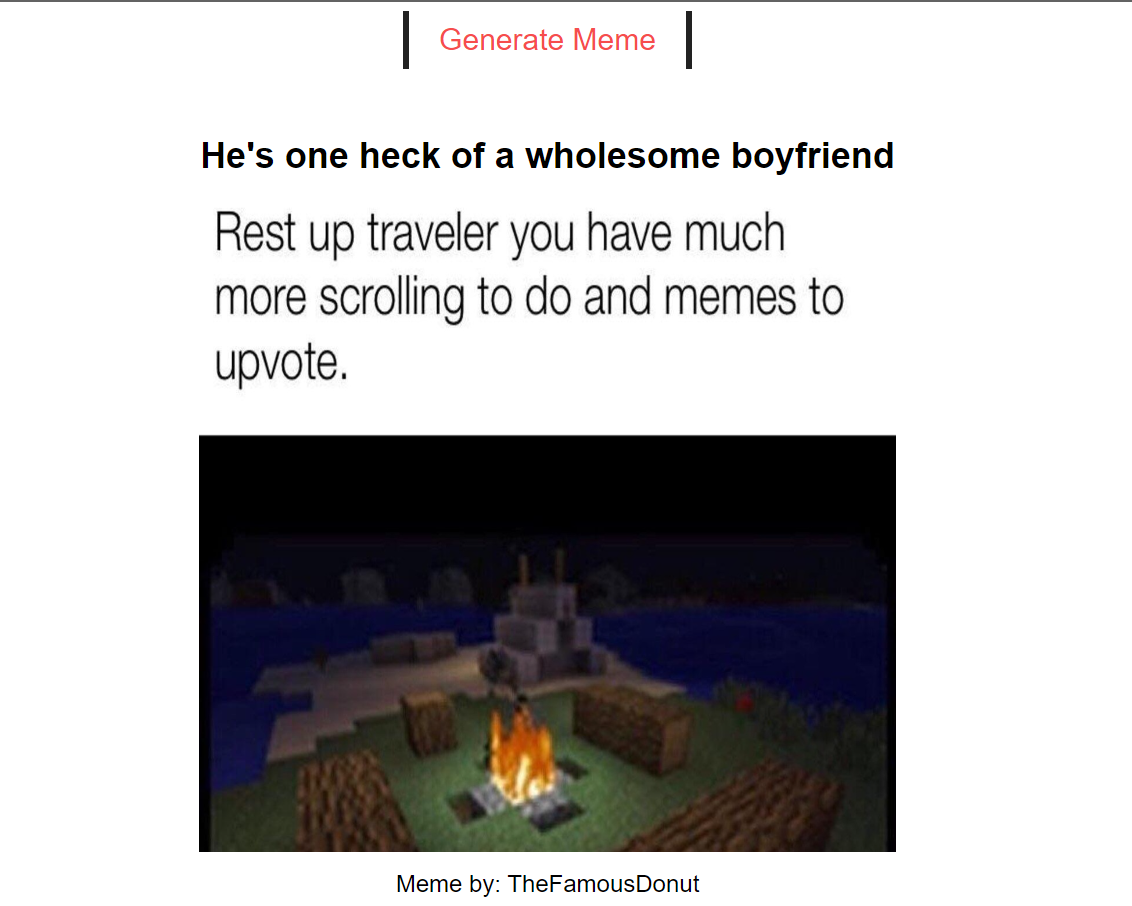 Generate Meme
He's one heck of a wholesome boyfriend
Rest up traveler you have much
more scrolling to do and memes to
upvote.
Meme by: TheFamousDonut